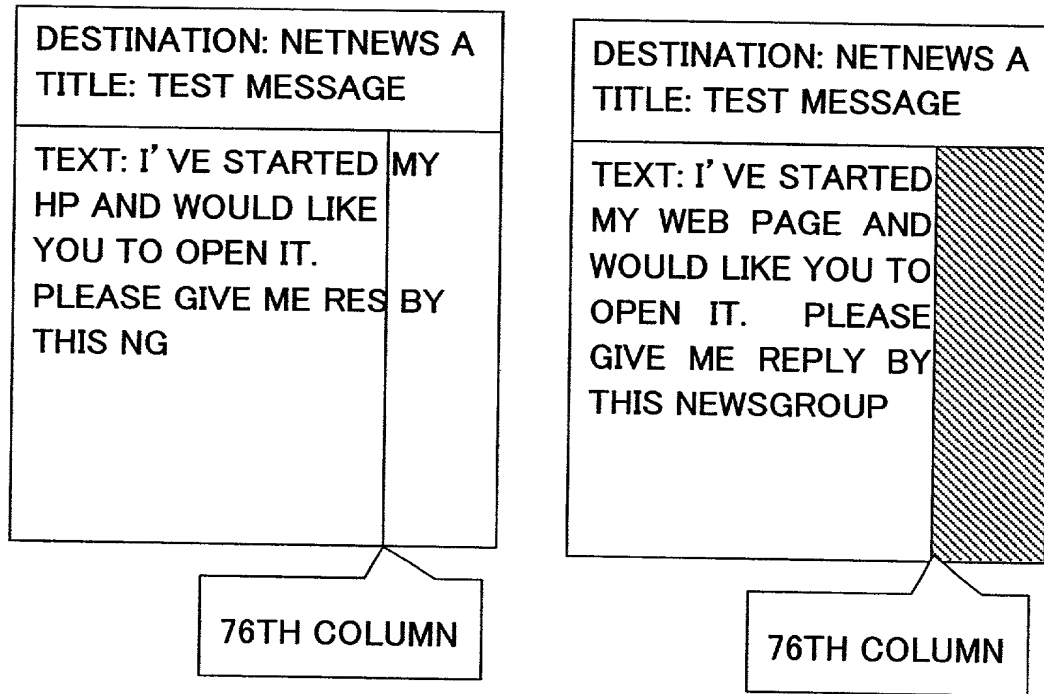 DESTINATION: NETNEWS A
TITLE: TEST MESSAGE
TEXT: I'VE STARTED MY
HP AND WOULD LIKE
YOU TO OPEN IT.
PLEASE GIVE ME RES BY
THIS NG
76TH COLUMN
DESTINATION: NETNEWS A
TITLE: TEST MESSAGE
TEXT: I'VE STARTED
MY WEB PAGE AND
WOULD LIKE YOU TO
OPEN IT. PLEASE
GIVE ME REPLY BY
THIS NEWSGROUP
76TH COLUMN